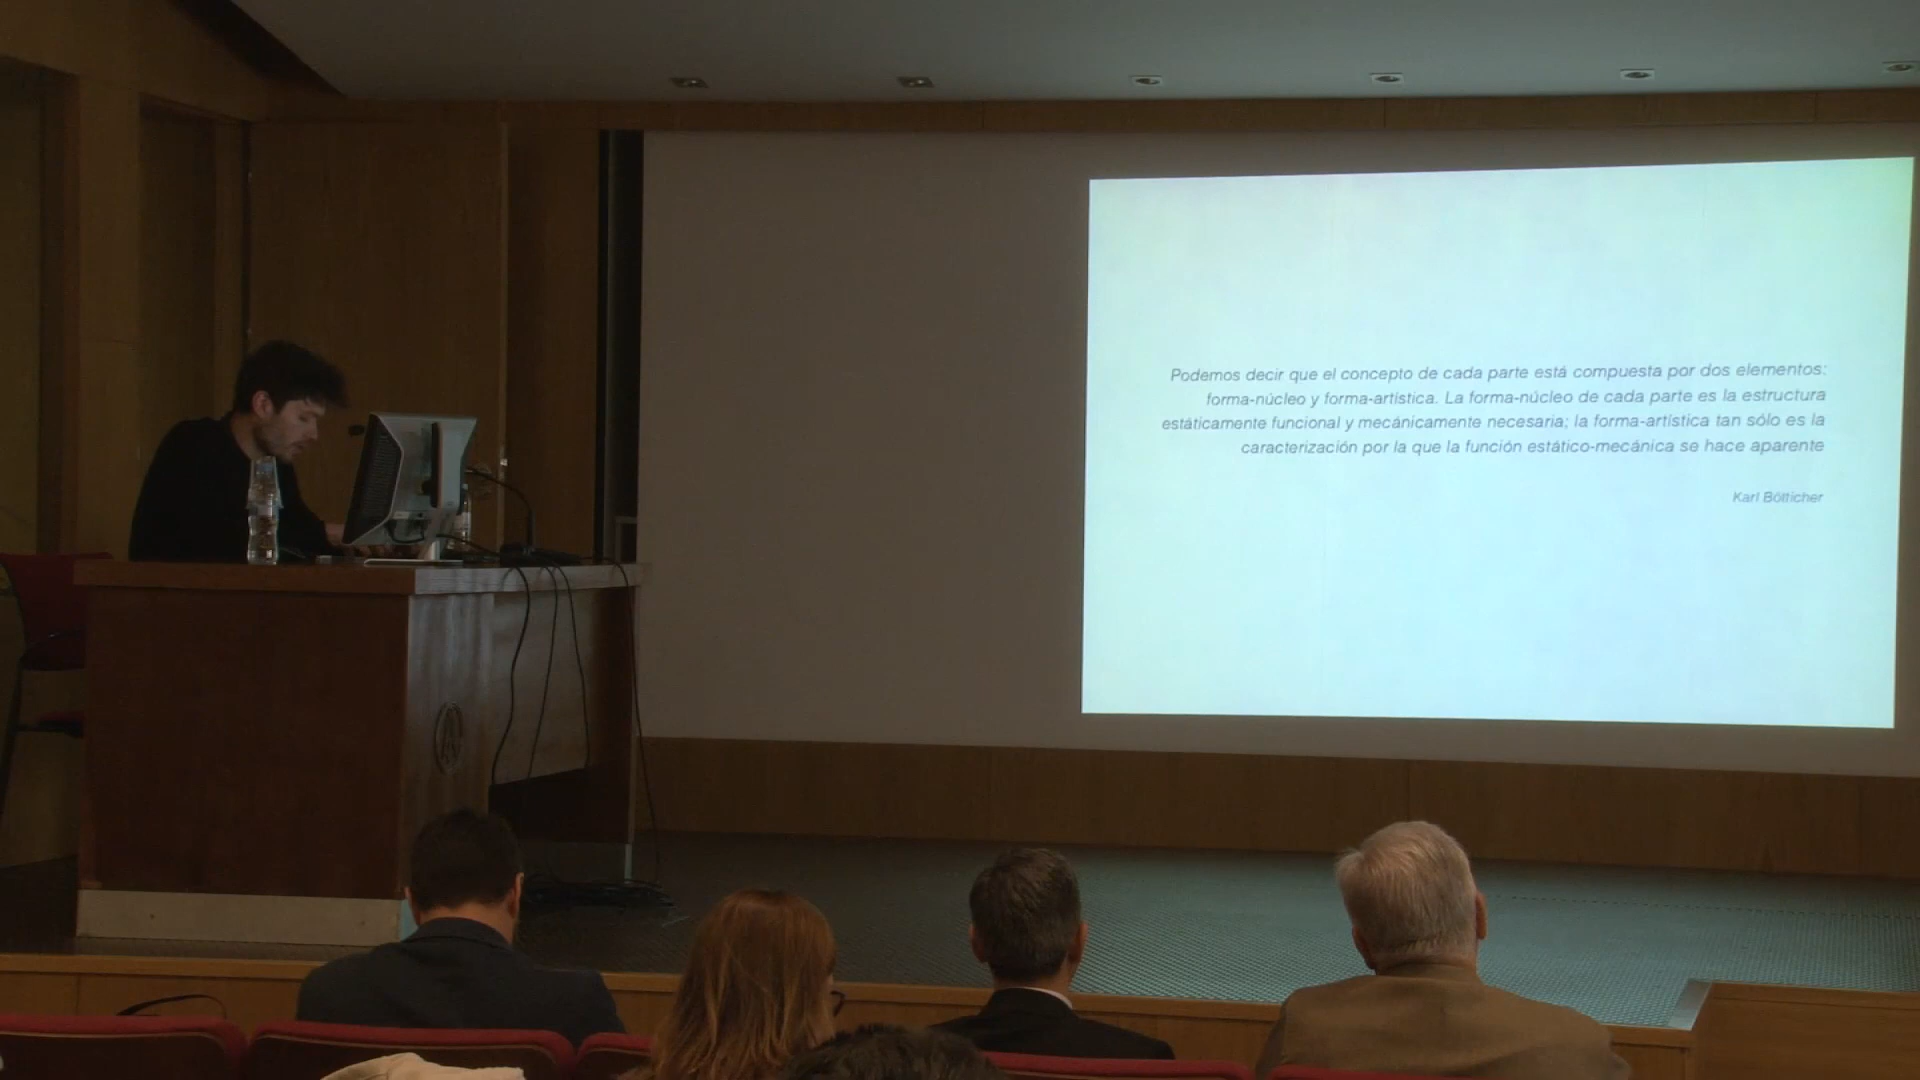 Podemos decir que el concepto de cada parte está compuesta por dos elementos:
forma-núcleo y forma-artística. La forma-núcleo de cada parte es la estructura
estáticamente funcional y mecánicamente necesaria; la forma-artística tan sólo es la
caracterización por la que la función estático-mecánica se hace aparente
Karl Bötticher